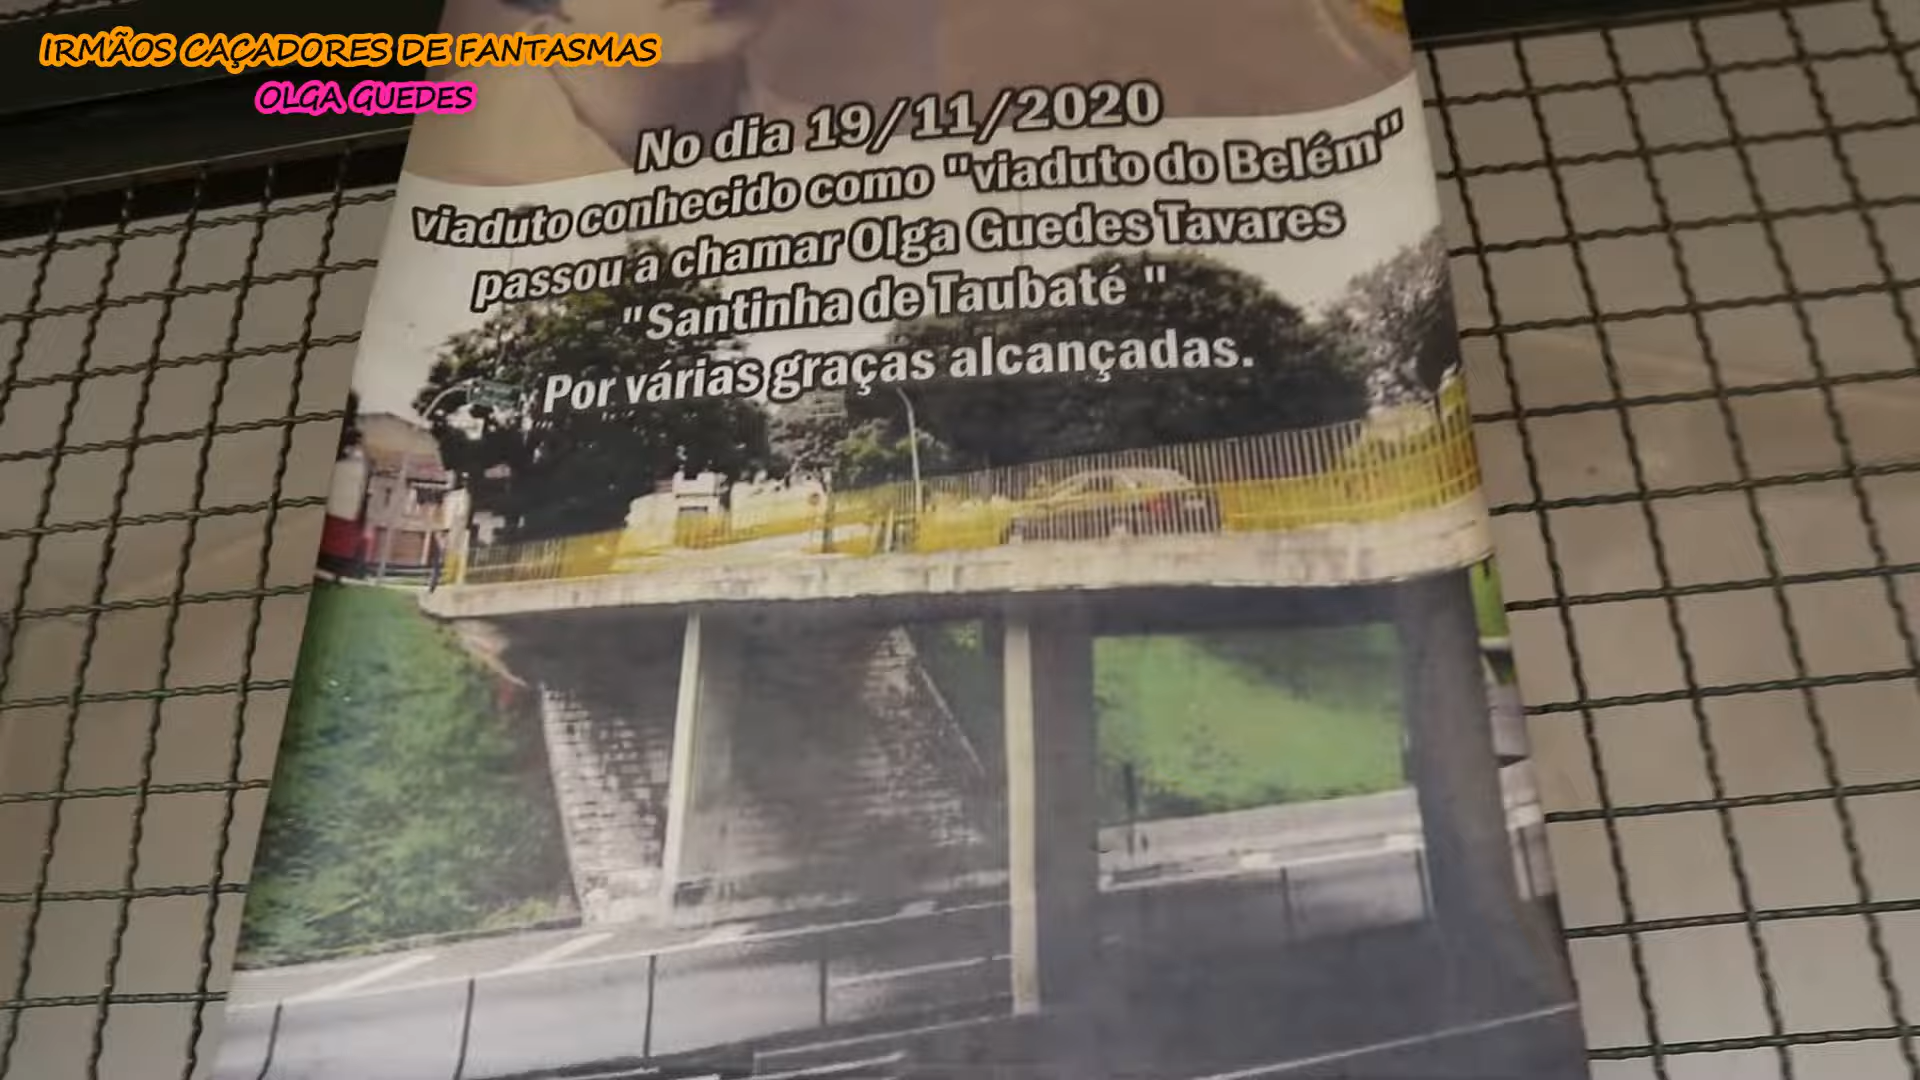 IRMÃOS CAÇADORES DE FANTASMAS
OLGA GUEDES
No dia 19/11/2020
viaduto conhecido como "viaduto do Belém"
passou a chamar Olga Guedes Tavares
"Santinha de Taubaté "
Por várias graças alcançadas.